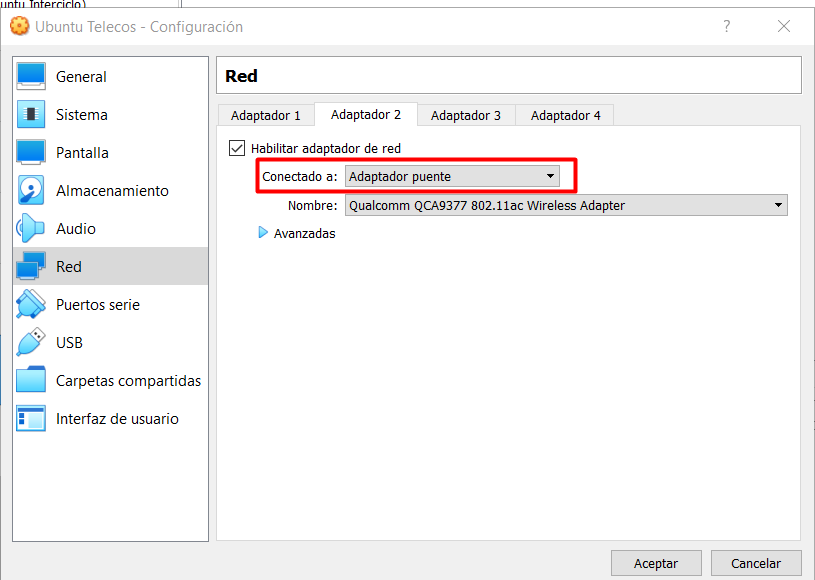 untu Interciclo)
Ubuntu Telecos - Configuración
?
General
Sistema
Pantalla
Almacenamiento
Audio
Red
Puertos serie
USB
Carpetas compartidas
Interfaz de usuario
Red
Adaptador 1 Adaptador 2 Adaptador 3 Adaptador 4
Habilitar adaptador de red
Conectado a: Adaptador puente
Nombre: Qualcomm QCA9377 802.11ac Wireless Adapter
Avanzadas
Aceptar Cancelar